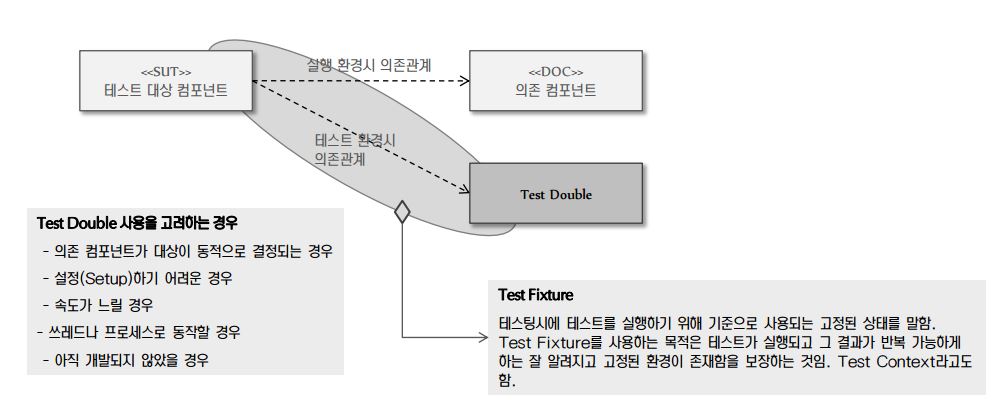 <<SUT>>
테스트 대상 컴포넌트
실행 환경시 의존관계
<<DOC>>
의존 컴포넌트
테스트 환경시
의존관계
Test Double
Test Double 사용을 고려하는 경우
- 의존 컴포넌트가 대상이 동적으로 결정되는 경우
- 설정(Setup)하기 어려운 경우
- 속도가 느릴 경우
- 쓰레드나 프로세스로 동작할 경우
- 아직 개발되지 않았을 경우
Test Fixture
테스팅시에 테스트를 실행하기 위해 기준으로 사용되는 고정된 상태를 말함.
Test Fixture를 사용하는 목적은 테스트가 실행되고 그 결과가 반복 가능하게
하는 잘 알려지고 고정된 환경이 존재함을 보장하는 것임. Test Context라고도
함.